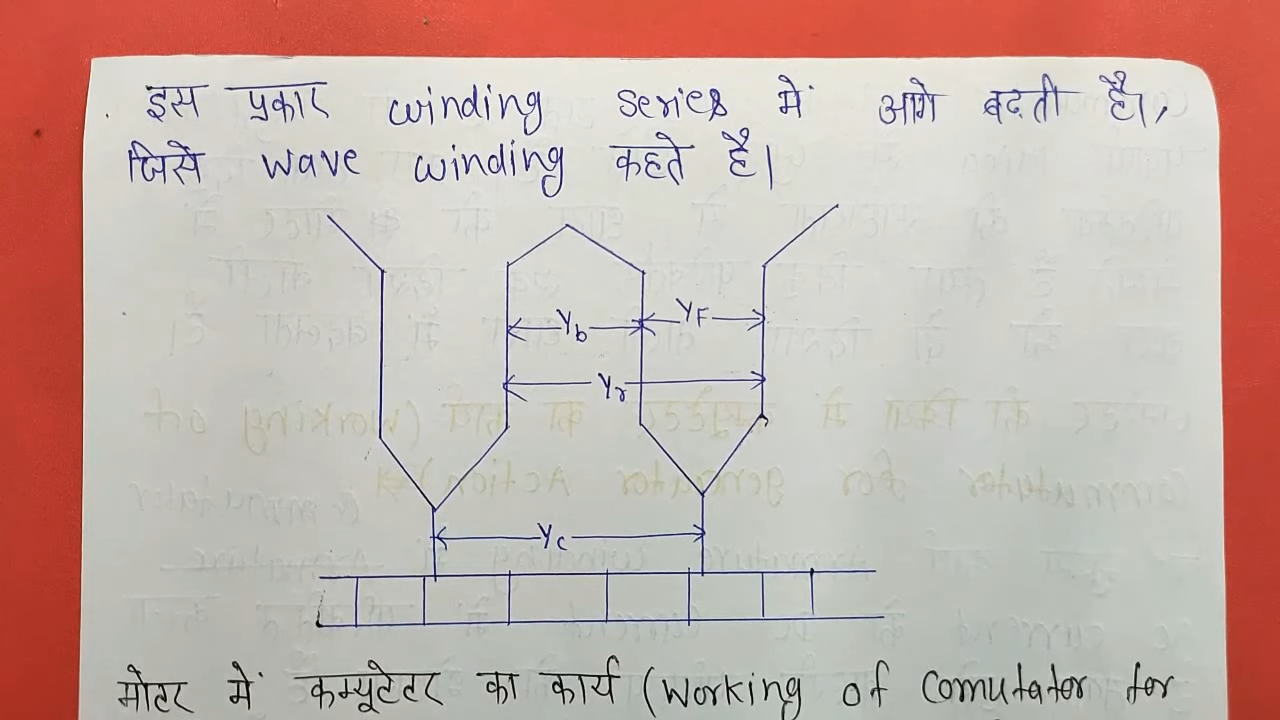 इस प्रकार winding series में आगे बढ़ती है।,
जिसे wave winding कहते है।
Yb YF
Yr
Yc
मोटर में कम्यूटेटर का कार्य (Working of Comutator for